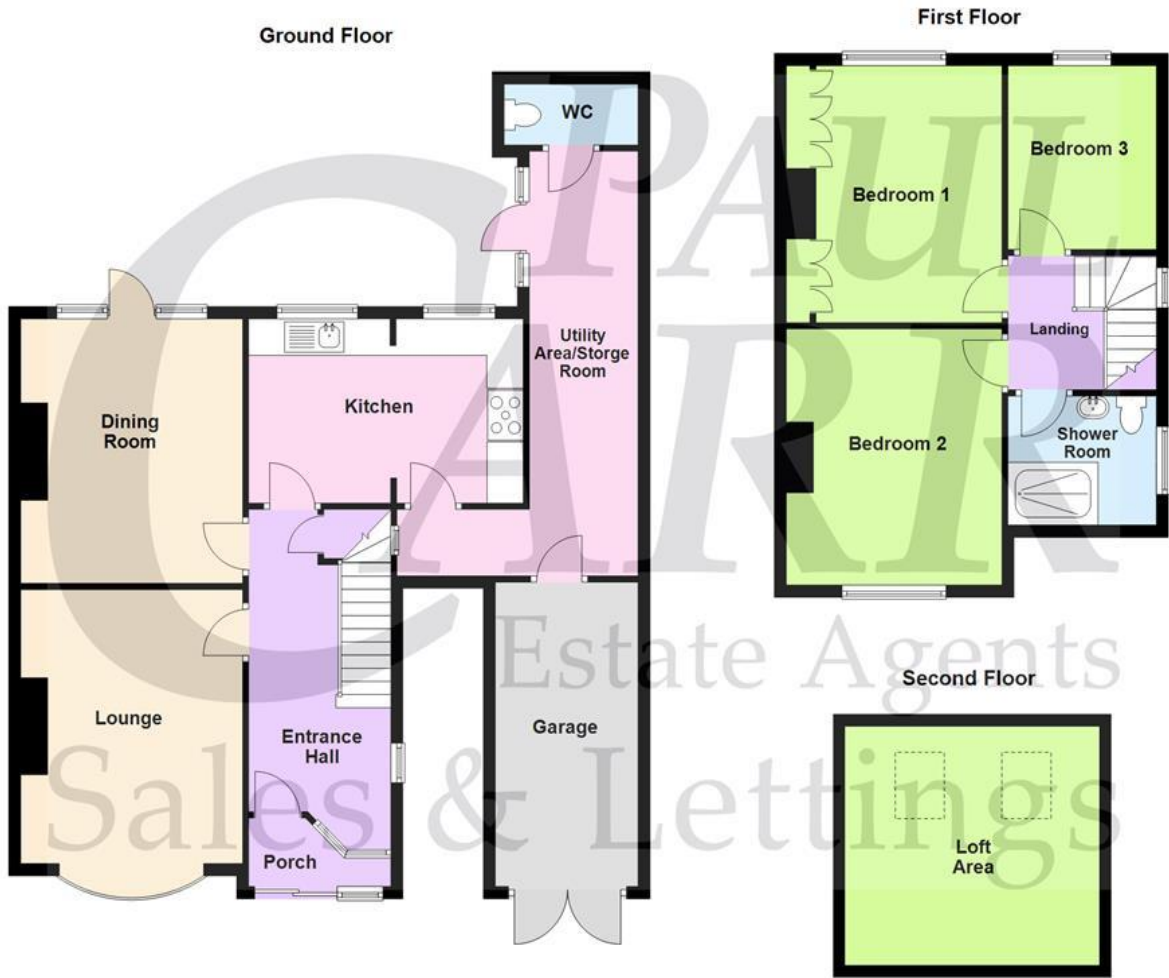 Ground Floor
WC
Utility
Area/Storge
Room
Kitchen
Dining
Room
Lounge
Entrance
Hall
Porch
Garage
First Floor
Bedroom 1
Bedroom 3
Landing
Bedroom 2
Shower
Room
Second Floor
Loft
Area
PAUL
CARR
Estate Agents
Sales & Lettings